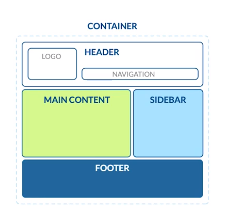 CONTAINER
HEADER
LOGO
NAVIGATION
MAIN CONTENT
SIDEBAR
FOOTER